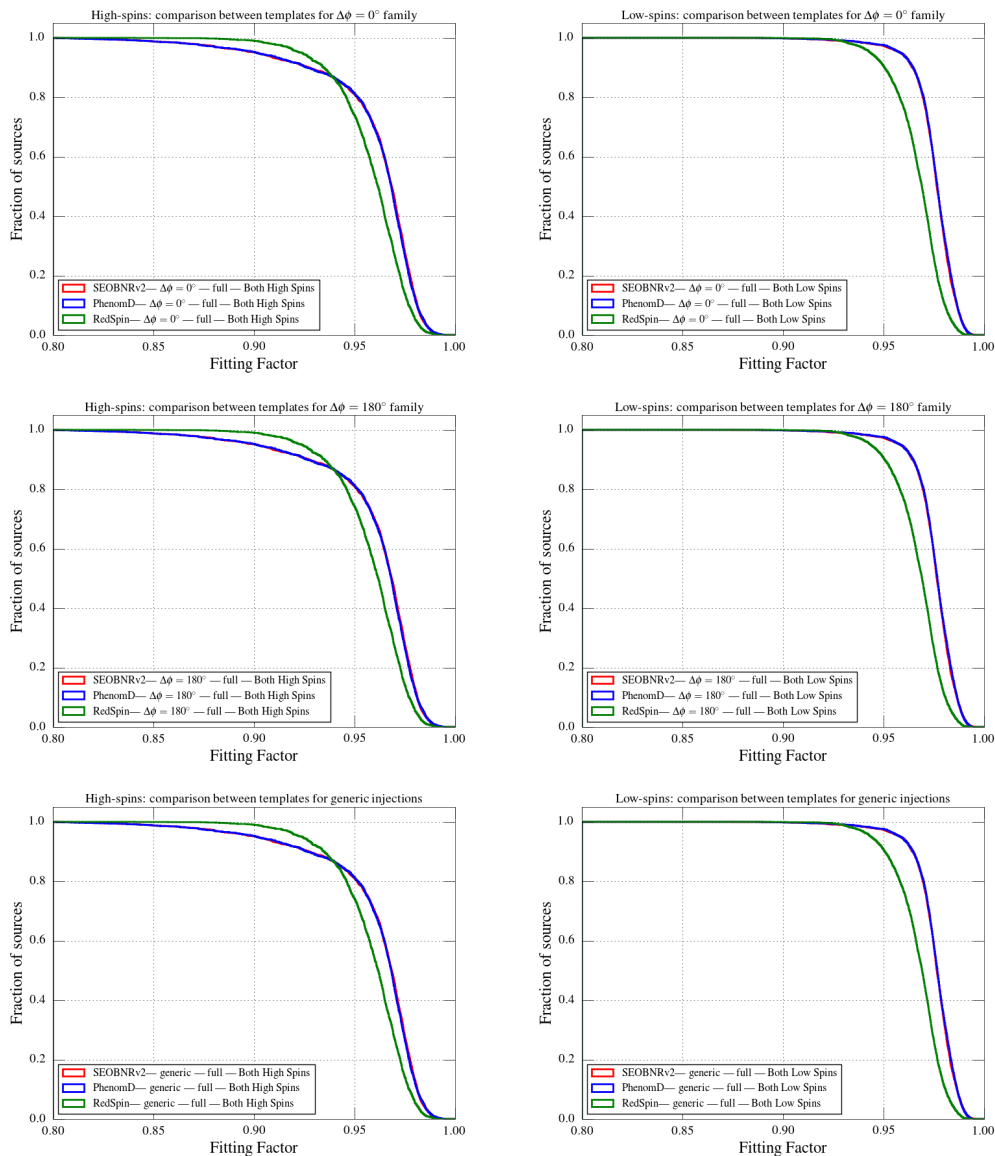 High-spins: comparison between templates for Δϕ = 0° family
1.0
0.8
0.6
0.4
0.2
0.0
Fraction of sources
SEOBNRv2— Δϕ = 0° — full — Both High Spins
PhenomD— Δϕ = 0° — full — Both High Spins
RedSpin— Δϕ = 0° — full — Both High Spins
0.80 0.85 0.90 0.95 1.00
Fitting Factor
Low-spins: comparison between templates for Δϕ = 0° family
1.0
0.8
0.6
0.4
0.2
0.0
Fraction of sources
SEOBNRv2— Δϕ = 0° — full — Both Low Spins
PhenomD— Δϕ = 0° — full — Both Low Spins
RedSpin— Δϕ = 0° — full — Both Low Spins
0.80 0.85 0.90 0.95 1.00
Fitting Factor
High-spins: comparison between templates for Δϕ = 180° family
1.0
0.8
0.6
0.4
0.2
0.0
Fraction of sources
SEOBNRv2— Δϕ = 180° — full — Both High Spins
PhenomD— Δϕ = 180° — full — Both High Spins
RedSpin— Δϕ = 180° — full — Both High Spins
0.80 0.85 0.90 0.95 1.00
Fitting Factor
Low-spins: comparison between templates for Δϕ = 180° family
1.0
0.8
0.6
0.4
0.2
0.0
Fraction of sources
SEOBNRv2— Δϕ = 180° — full — Both Low Spins
PhenomD— Δϕ = 180° — full — Both Low Spins
RedSpin— Δϕ = 180° — full — Both Low Spins
0.80 0.85 0.90 0.95 1.00
Fitting Factor
High-spins: comparison between templates for generic injections
1.0
0.8
0.6
0.4
0.2
0.0
Fraction of sources
SEOBNRv2— generic — full — Both High Spins
PhenomD— generic — full — Both High Spins
RedSpin— generic — full — Both High Spins
0.80 0.85 0.90 0.95 1.00
Fitting Factor
Low-spins: comparison between templates for generic injections
1.0
0.8
0.6
0.4
0.2
0.0
Fraction of sources
SEOBNRv2— generic — full — Both Low Spins
PhenomD— generic — full — Both Low Spins
RedSpin— generic — full — Both Low Spins
0.80 0.85 0.90 0.95 1.00
Fitting Factor